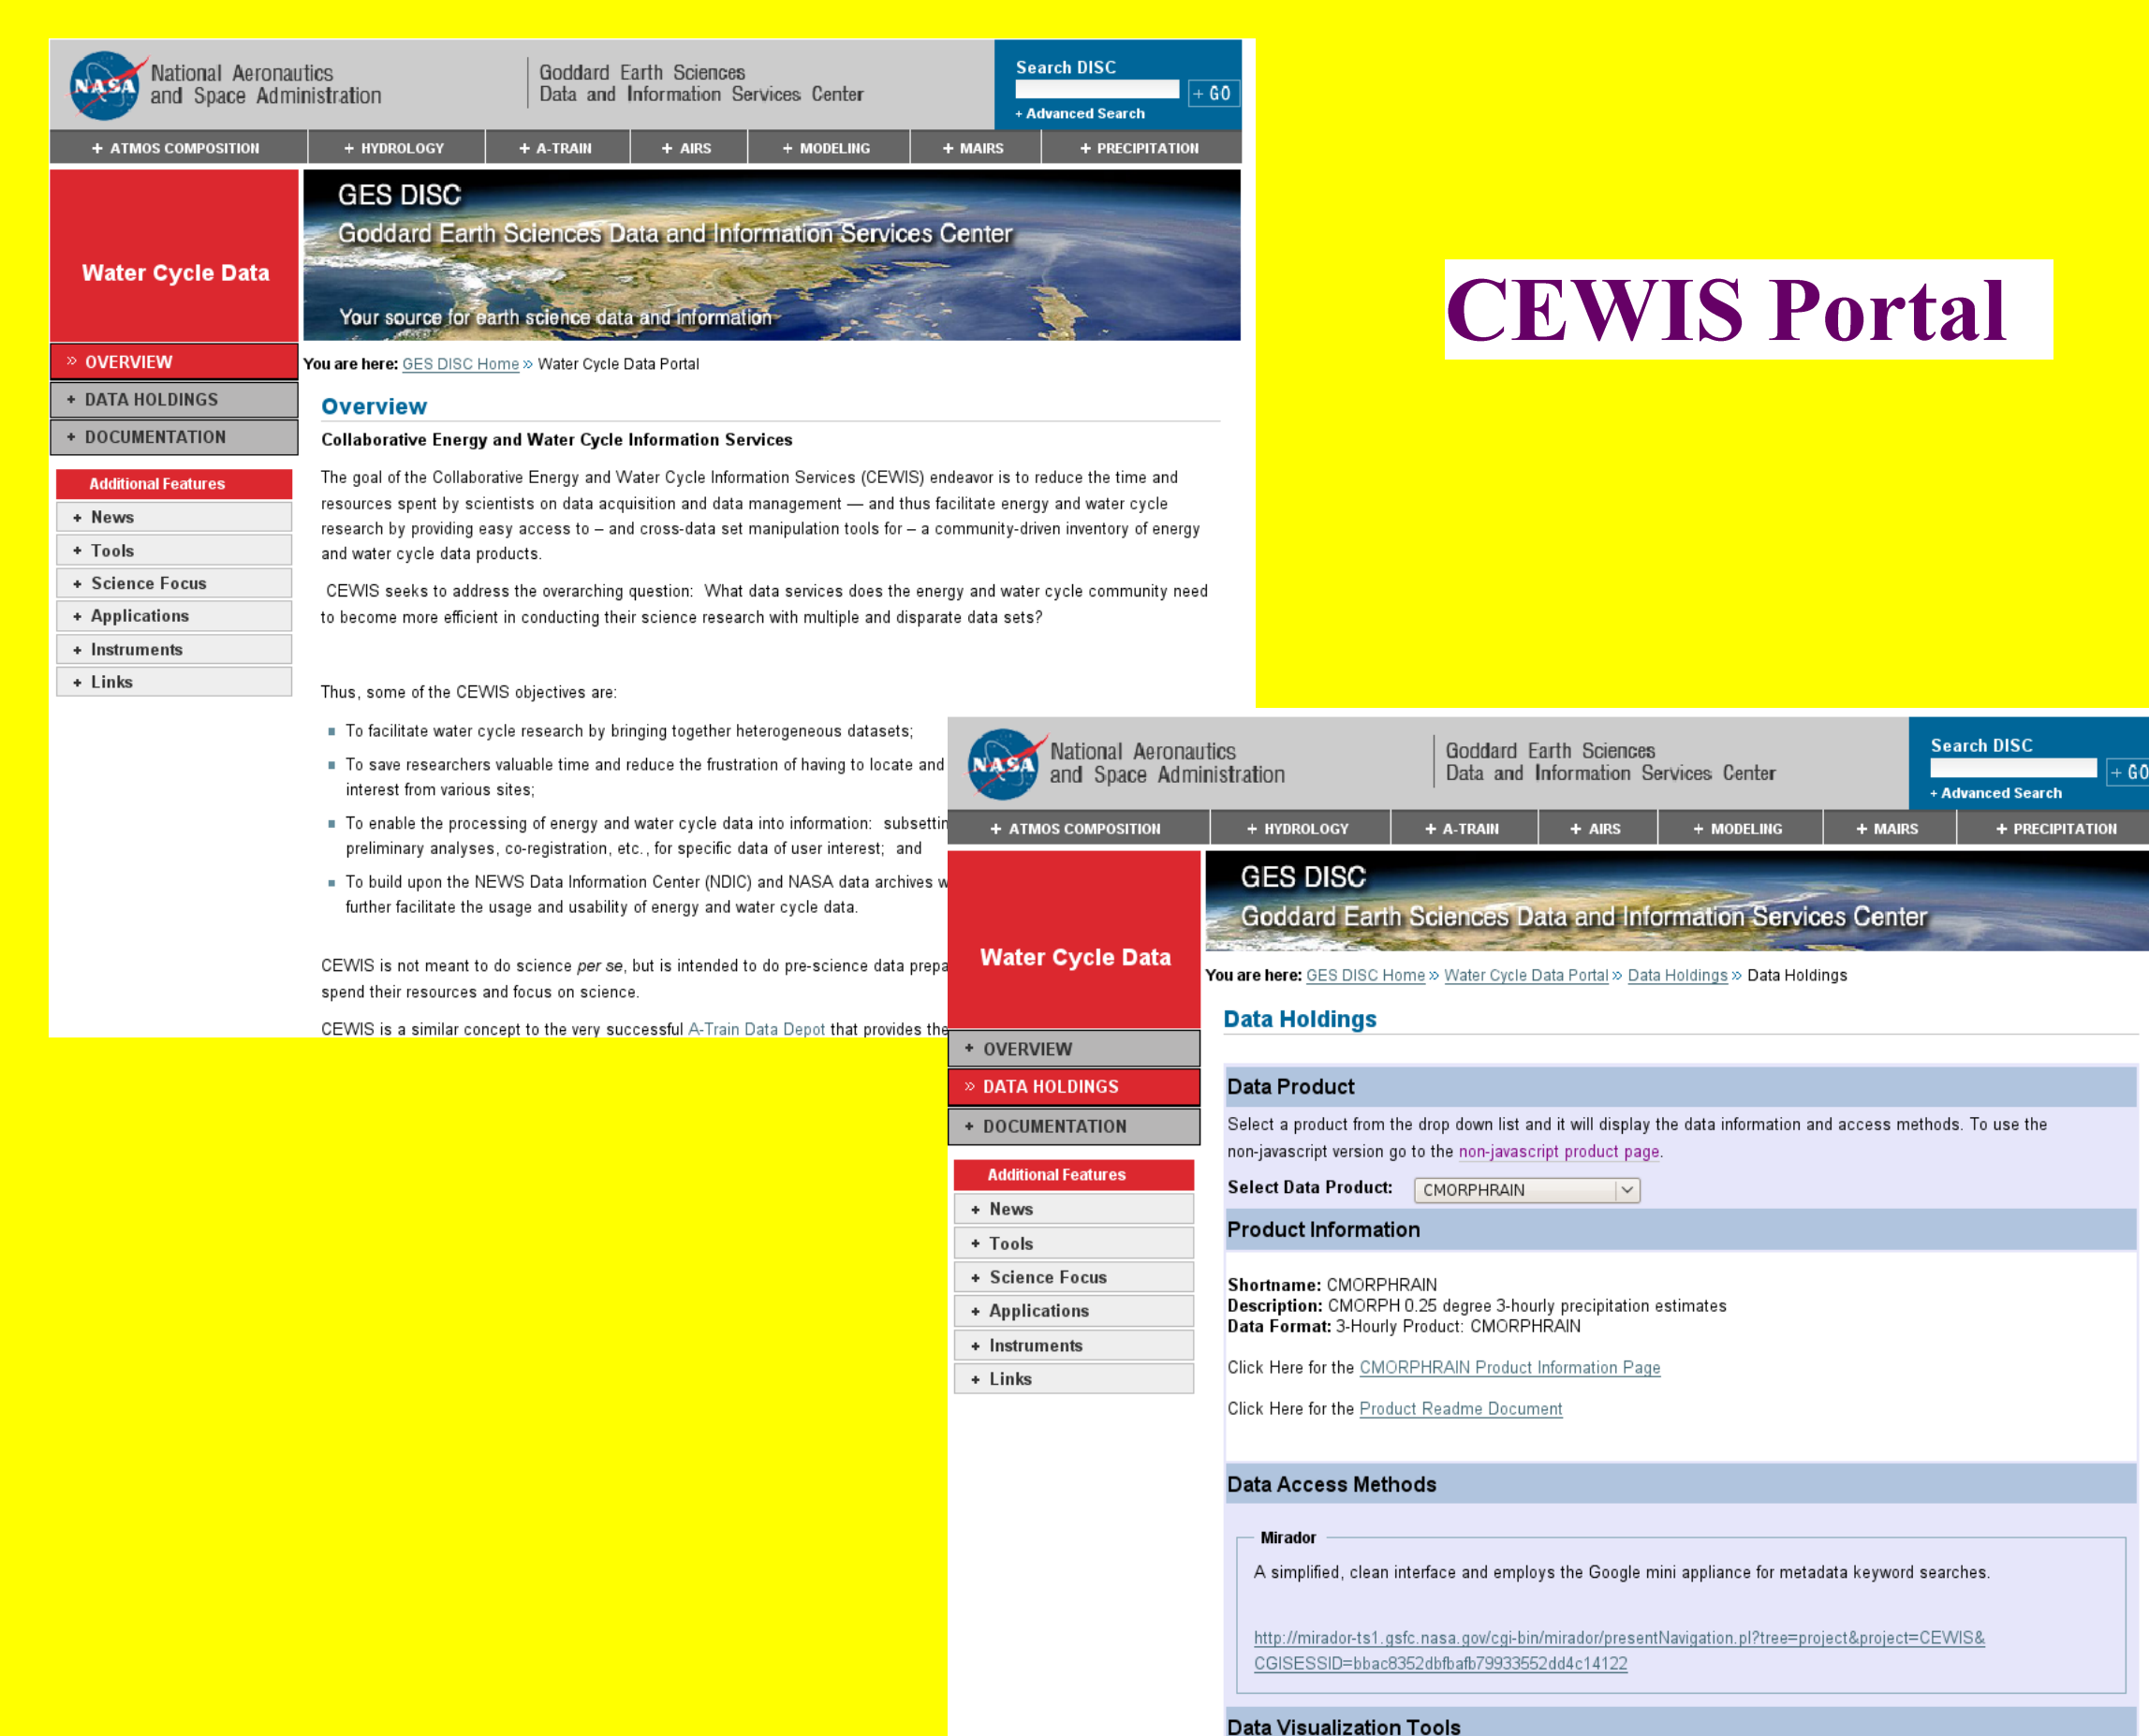 NASA
National Aeronautics
and Space Administration
Goddard Earth Sciences
Data and Information Services Center
Search DISC
+ GO
+ Advanced Search
+ ATMOS COMPOSITION
+ HYDROLOGY
+ A-TRAIN
+ AIRS
+ MODELING
+ MAIRS
+ PRECIPITATION
Water Cycle Data
GES DISC
Goddard Earth Sciences Data and Information Services Center
Your source for earth science data and information
» OVERVIEW
+ DATA HOLDINGS
+ DOCUMENTATION
Additional Features
+ News
+ Tools
+ Science Focus
+ Applications
+ Instruments
+ Links
You are here: GES DISC Home » Water Cycle Data Portal
Overview
Collaborative Energy and Water Cycle Information Services
The goal of the Collaborative Energy and Water Cycle Information Services (CEWIS) endeavor is to reduce the time and
resources spent by scientists on data acquisition and data management — and thus facilitate energy and water cycle
research by providing easy access to – and cross-data set manipulation tools for – a community-driven inventory of energy
and water cycle data products.
CEWIS seeks to address the overarching question: What data services does the energy and water cycle community need
to become more efficient in conducting their science research with multiple and disparate data sets?
Thus, some of the CEWIS objectives are:
To facilitate water cycle research by bringing together heterogeneous datasets;
To save researchers valuable time and reduce the frustration of having to locate and
interest from various sites;
To enable the processing of energy and water cycle data into information: subsettin
preliminary analyses, co-registration, etc., for specific data of user interest; and
To build upon the NEWS Data Information Center (NDIC) and NASA data archives w
further facilitate the usage and usability of energy and water cycle data.
CEWIS is not meant to do science per se, but is intended to do pre-science data prepa
spend their resources and focus on science.
CEWIS is a similar concept to the very successful A-Train Data Depot that provides the
CEWIS Portal
NASA
National Aeronautics
and Space Administration
Goddard Earth Sciences
Data and Information Services Center
Search DISC
+ GO
+ Advanced Search
+ ATMOS COMPOSITION
+ HYDROLOGY
+ A-TRAIN
+ AIRS
+ MODELING
+ MAIRS
+ PRECIPITATION
Water Cycle Data
GES DISC
Goddard Earth Sciences Data and Information Services Center
+ OVERVIEW
» DATA HOLDINGS
+ DOCUMENTATION
Additional Features
+ News
+ Tools
+ Science Focus
+ Applications
+ Instruments
+ Links
You are here: GES DISC Home » Water Cycle Data Portal » Data Holdings » Data Holdings
Data Holdings
Data Product
Select a product from the drop down list and it will display the data information and access methods. To use the
non-javascript version go to the non-javascript product page.
Select Data Product: CMORPHRAIN
Product Information
Shortname: CMORPHRAIN
Description: CMORPH 0.25 degree 3-hourly precipitation estimates
Data Format: 3-Hourly Product: CMORPHRAIN
Click Here for the CMORPHRAIN Product Information Page
Click Here for the Product Readme Document
Data Access Methods
Mirador
A simplified, clean interface and employs the Google mini appliance for metadata keyword searches.
http://mirador-ts1.gsfc.nasa.gov/cgi-bin/mirador/presentNavigation.pl?tree=project&project=CEWIS&
CGISESSID=bbac8352dbfbafb79933552dd4c14122
Data Visualization Tools